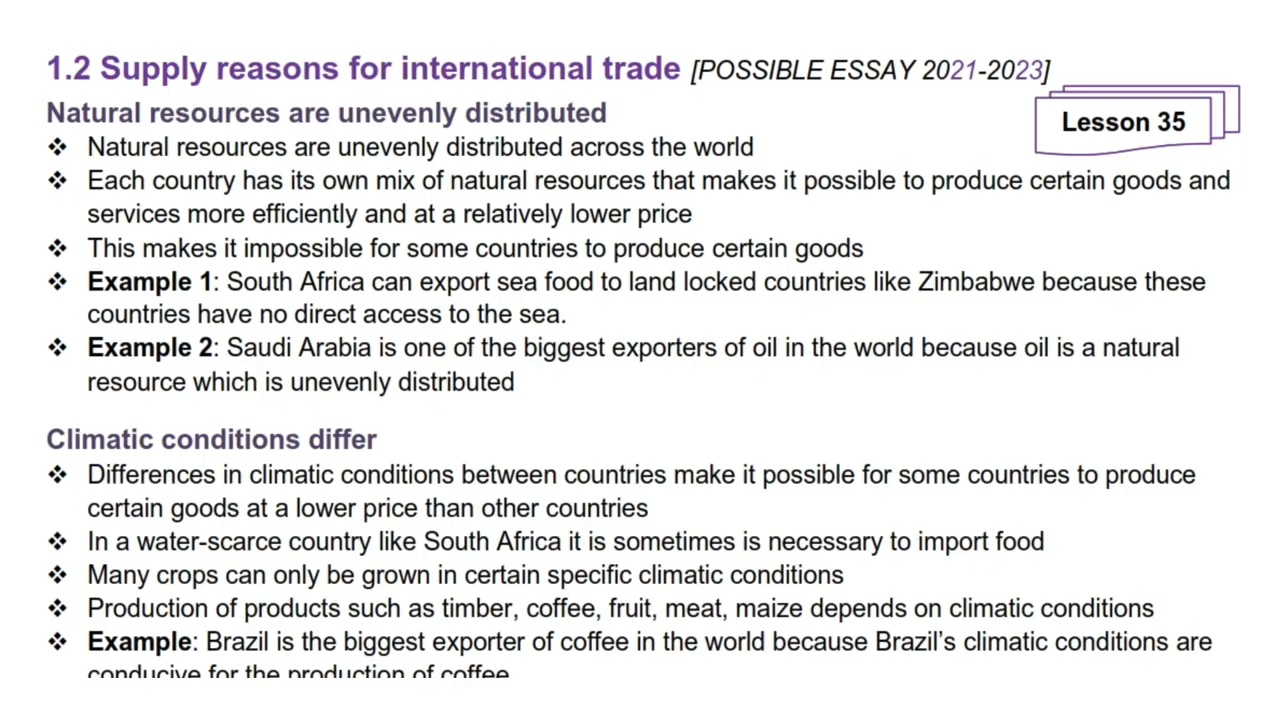 1.2 Supply reasons for international trade [POSSIBLE ESSAY 2021-2023]
Natural resources are unevenly distributed
Lesson 35
❖ Natural resources are unevenly distributed across the world
❖ Each country has its own mix of natural resources that makes it possible to produce certain goods and
services more efficiently and at a relatively lower price
❖ This makes it impossible for some countries to produce certain goods
❖ Example 1: South Africa can export sea food to land locked countries like Zimbabwe because these
countries have no direct access to the sea.
❖ Example 2: Saudi Arabia is one of the biggest exporters of oil in the world because oil is a natural
resource which is unevenly distributed
Climatic conditions differ
❖ Differences in climatic conditions between countries make it possible for some countries to produce
certain goods at a lower price than other countries
❖ In a water-scarce country like South Africa it is sometimes is necessary to import food
❖ Many crops can only be grown in certain specific climatic conditions
❖ Production of products such as timber, coffee, fruit, meat, maize depends on climatic conditions
❖ Example: Brazil is the biggest exporter of coffee in the world because Brazil’s climatic conditions are
conducive for the production of coffee